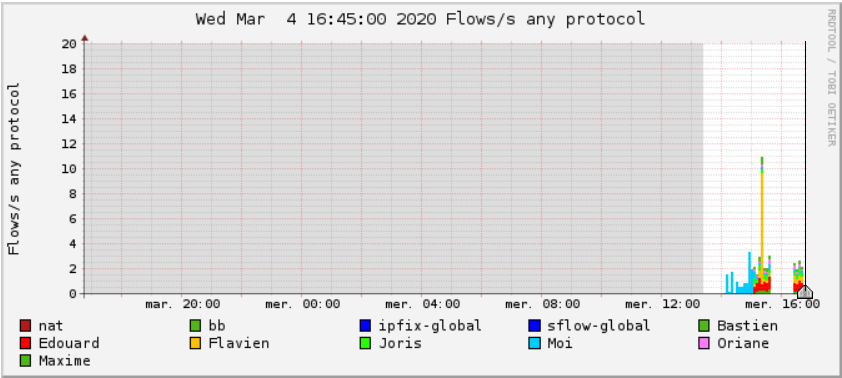 Wed Mar  4 16:45:00 2020 Flows/s any protocol
RRDTOOL / TOBI OETIKER
Flows/s any protocol
20
18
16
14
12
10
8
6
4
2
0
mar. 20:00 mer. 00:00 mer. 04:00 mer. 08:00 mer. 12:00 mer. 16:00
nat bb ipfix-global sflow-global Bastien
Edouard Flavien Joris Moi Oriane
Maxime